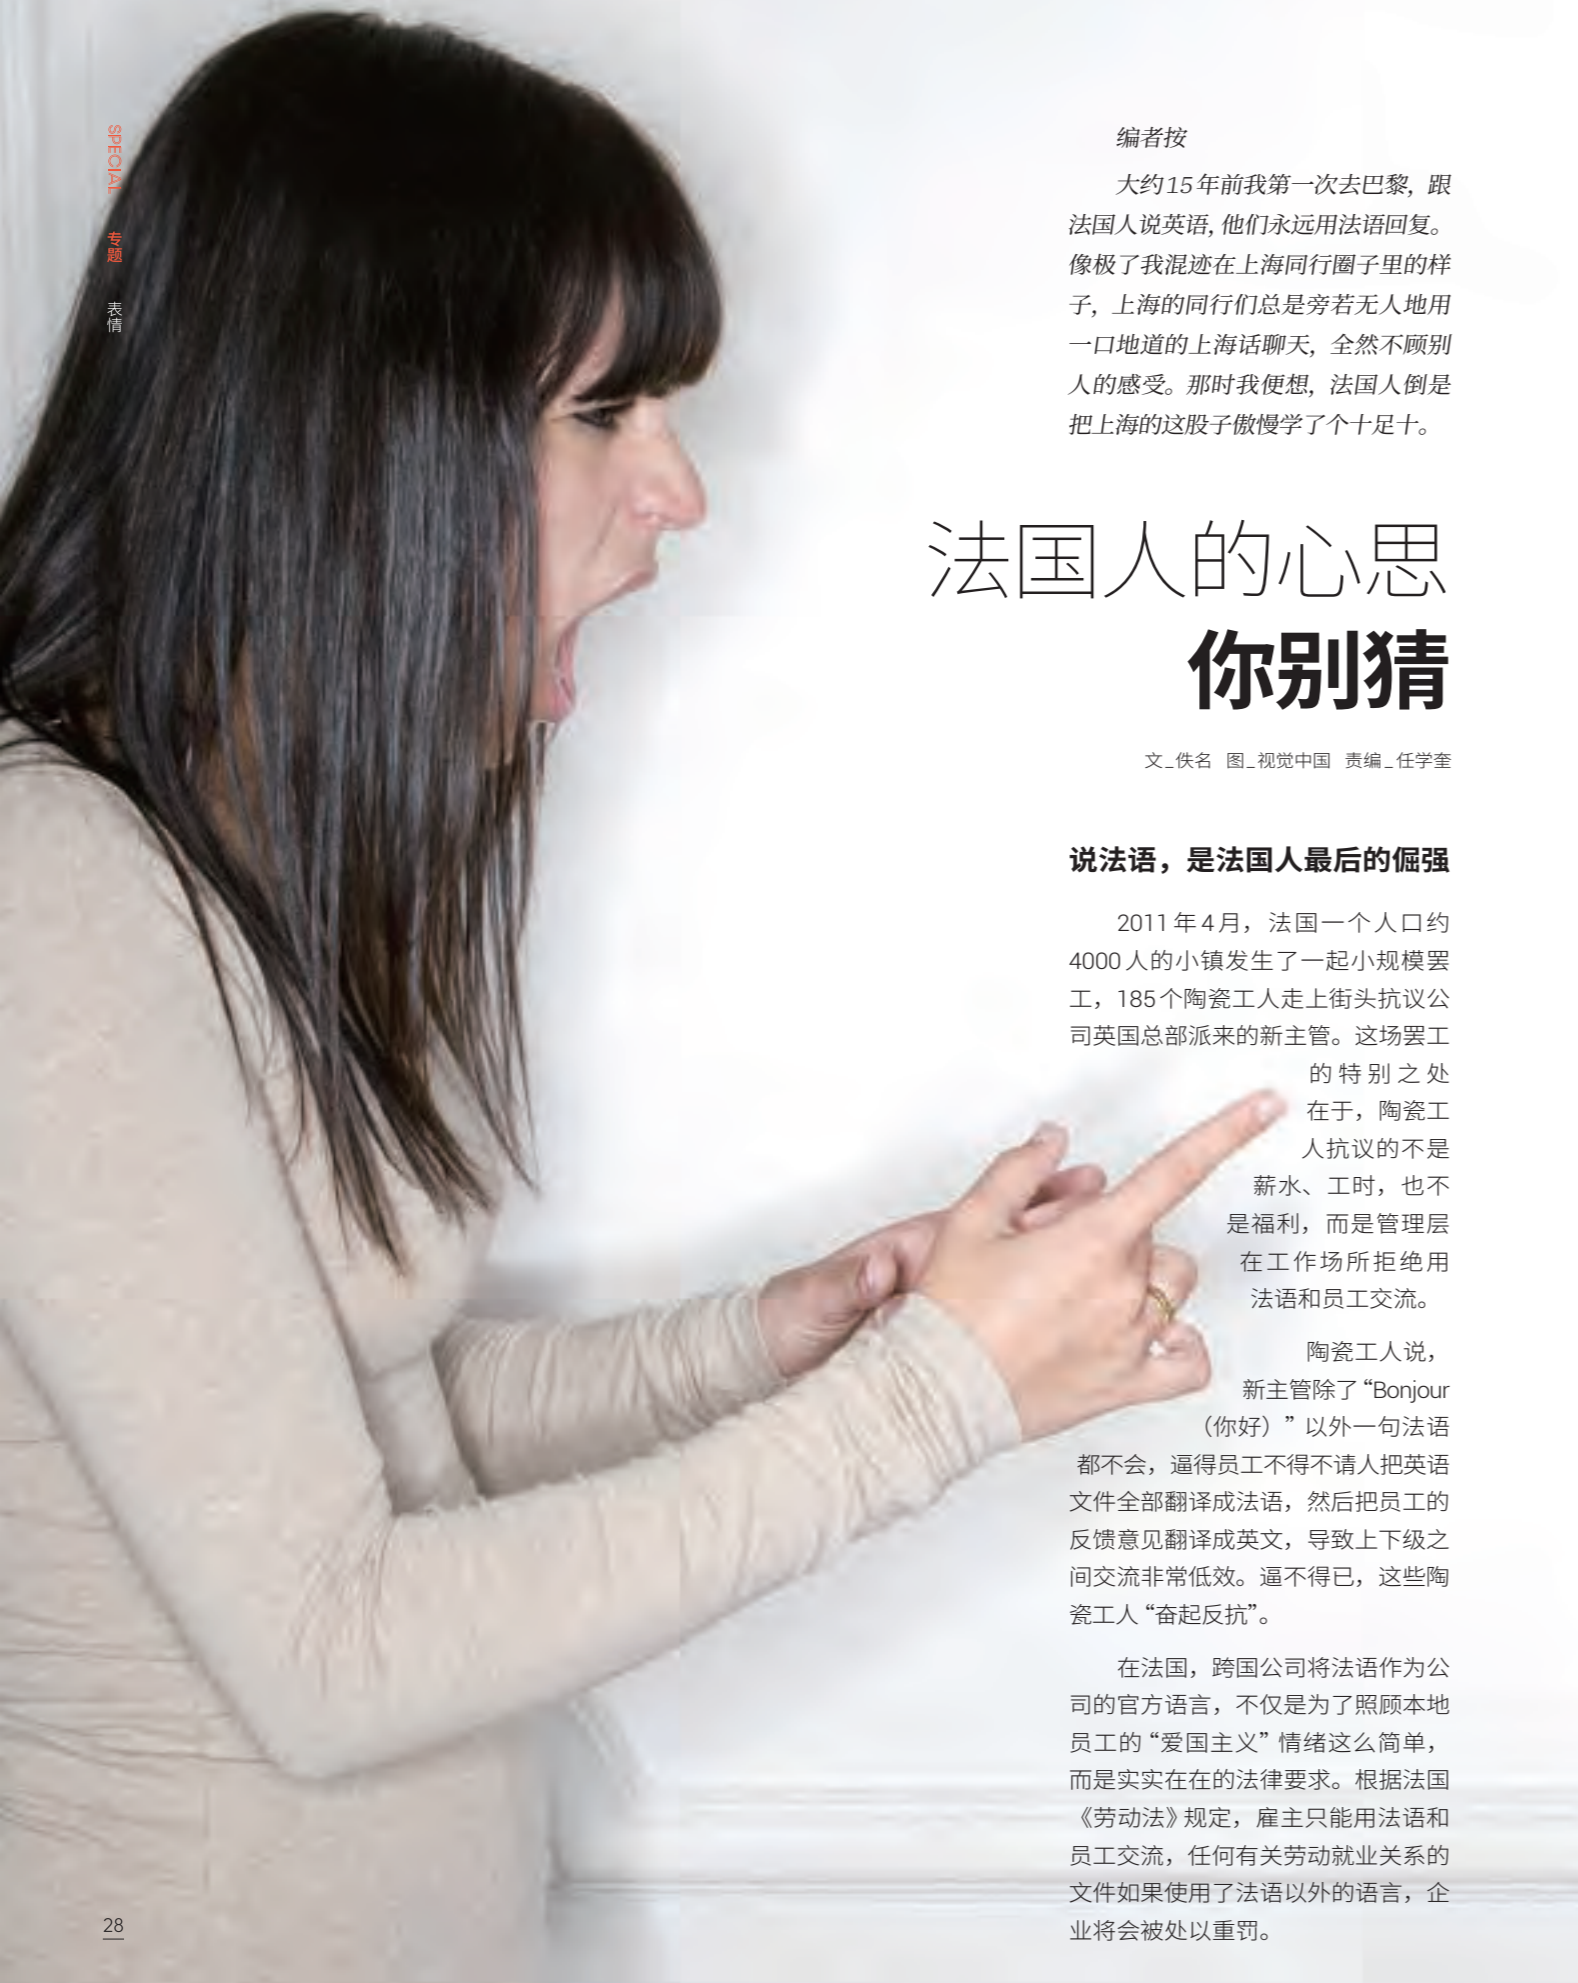 SPECIAL 专题 表情
编者按
大约15年前我第一次去巴黎，跟
法国人说英语，他们永远用法语回复。
像极了我混迹在上海同行圈子里的样
子，上海的同行们总是旁若无人地用
一口地道的上海话聊天，全然不顾别
人的感受。那时我便想，法国人倒是
把上海的这股子傲慢学了个十足十。
法国人的心思
你别猜
文_佚名 图_视觉中国 责编_任学奎
说法语，是法国人最后的倔强
2011年4月，法国一个人口约
4000人的小镇发生了一起小规模罢
工，185个陶瓷工人走上街头抗议公
司英国总部派来的新主管。这场罢工
的特别之处
在于，陶瓷工
人抗议的不是
薪水、工时，也不
是福利，而是管理层
在工作场所拒绝用
法语和员工交流。
陶瓷工人说，
新主管除了“Bonjour
（你好）”以外一句法语
都不会，逼得员工不得不请人把英语
文件全部翻译成法语，然后把员工的
反馈意见翻译成英文，导致上下级之
间交流非常低效。逼不得已，这些陶
瓷工人“奋起反抗”。
在法国，跨国公司将法语作为公
司的官方语言，不仅是为了照顾本地
员工的“爱国主义”情绪这么简单，
而是实实在在的法律要求。根据法国
《劳动法》规定，雇主只能用法语和
员工交流，任何有关劳动就业关系的
文件如果使用了法语以外的语言，企
业将会被处以重罚。
28